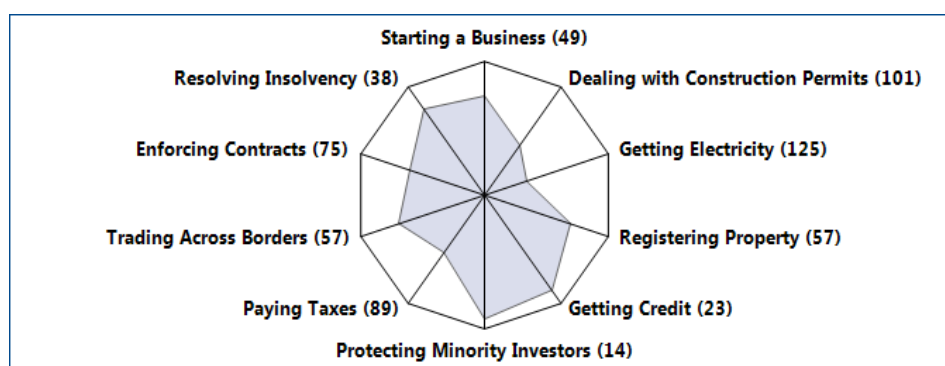 Starting a Business (49)
Resolving Insolvency (38)
Dealing with Construction Permits (101)
Enforcing Contracts (75)
Getting Electricity (125)
Trading Across Borders (57)
Registering Property (57)
Paying Taxes (89)
Getting Credit (23)
Protecting Minority Investors (14)